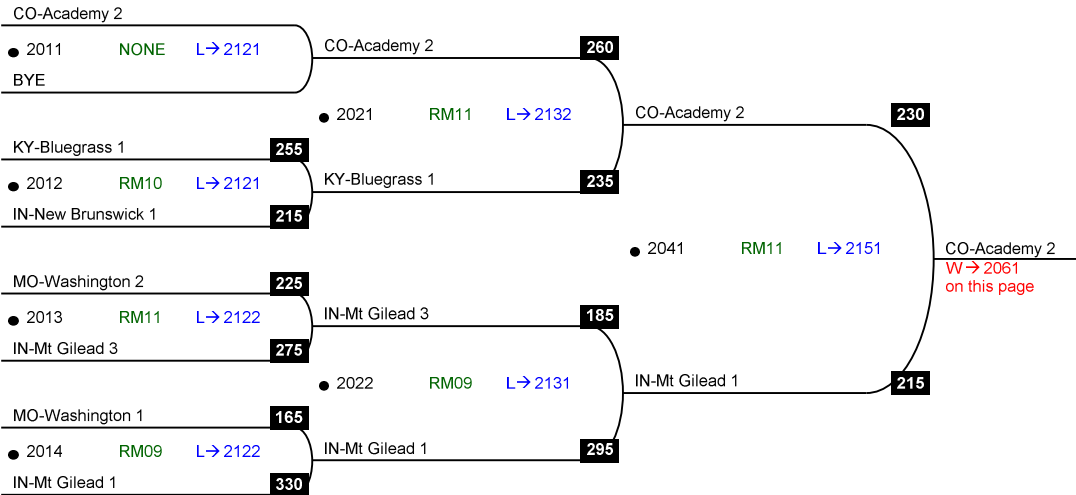 CO-Academy 2
2011 NONE L→ 2121
BYE
CO-Academy 2 260
2021 RM11 L→ 2132
KY-Bluegrass 1 255
2012 RM10 L→ 2121
IN-New Brunswick 1 215
KY-Bluegrass 1 235
CO-Academy 2 230
2041 RM11 L→ 2151
CO-Academy 2
W→ 2061
on this page
MO-Washington 2 225
2013 RM11 L→ 2122
IN-Mt Gilead 3 275
IN-Mt Gilead 3 185
2022 RM09 L→ 2131
MO-Washington 1 165
2014 RM09 L→ 2122
IN-Mt Gilead 1 330
IN-Mt Gilead 1 295
IN-Mt Gilead 1 215